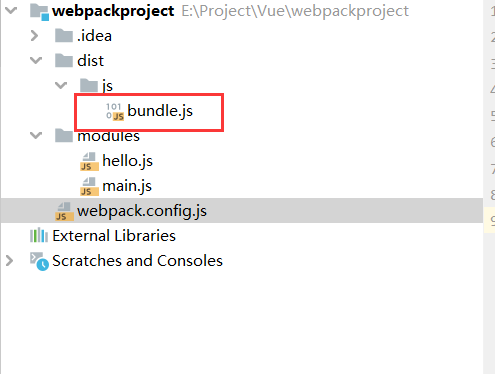 webpackproject E:\Project\Vue\webpackproject
.idea
dist
js
bundle.js
modules
hello.js
main.js
webpack.config.js
External Libraries
Scratches and Consoles